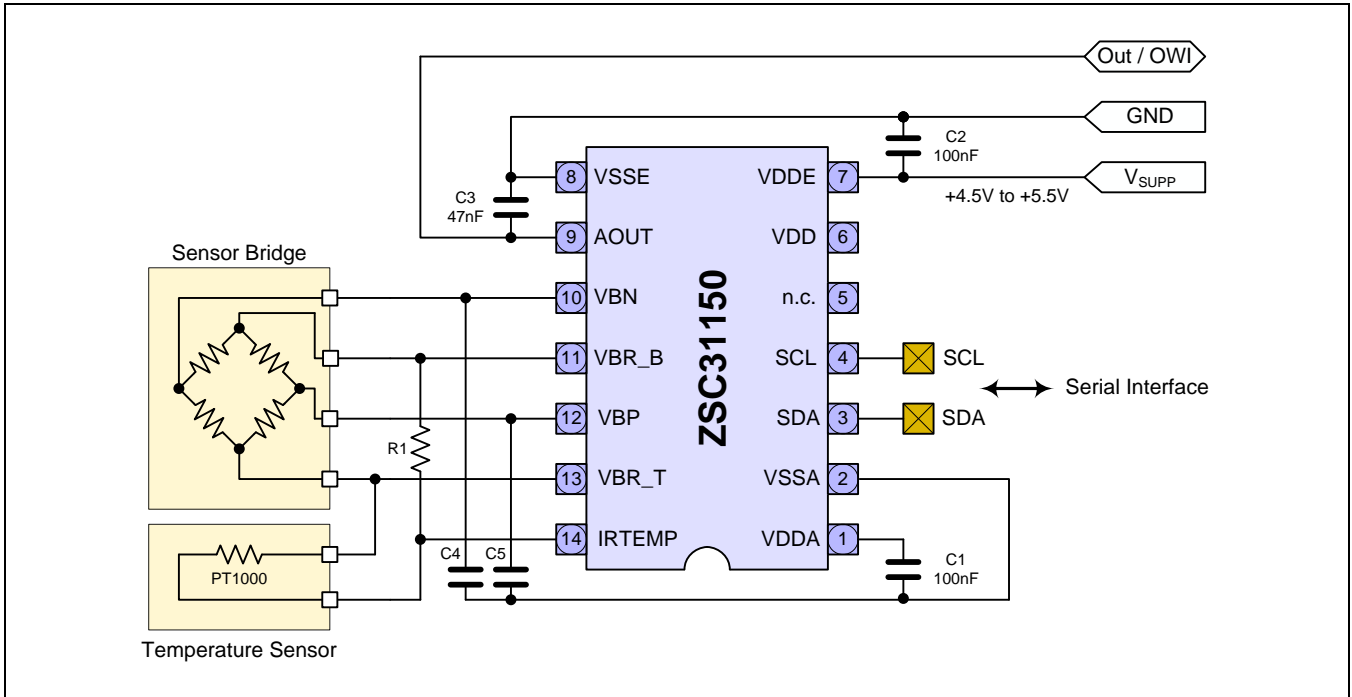 Out / OWI
GND
C2
100nF
VSUPP
+4.5V to +5.5V
8 VSSE
VDDE 7
C3
47nF
9 AOUT
VDD 6
Sensor Bridge
10 VBN
n.c. 5
ZSC31150
11 VBR_B
SCL 4
SCL
Serial Interface
12 VBP
SDA 3
SDA
R1
13 VBR_T
VSSA 2
14 IRTEMP
VDDA 1
C4
C5
C1
100nF
PT1000
Temperature Sensor